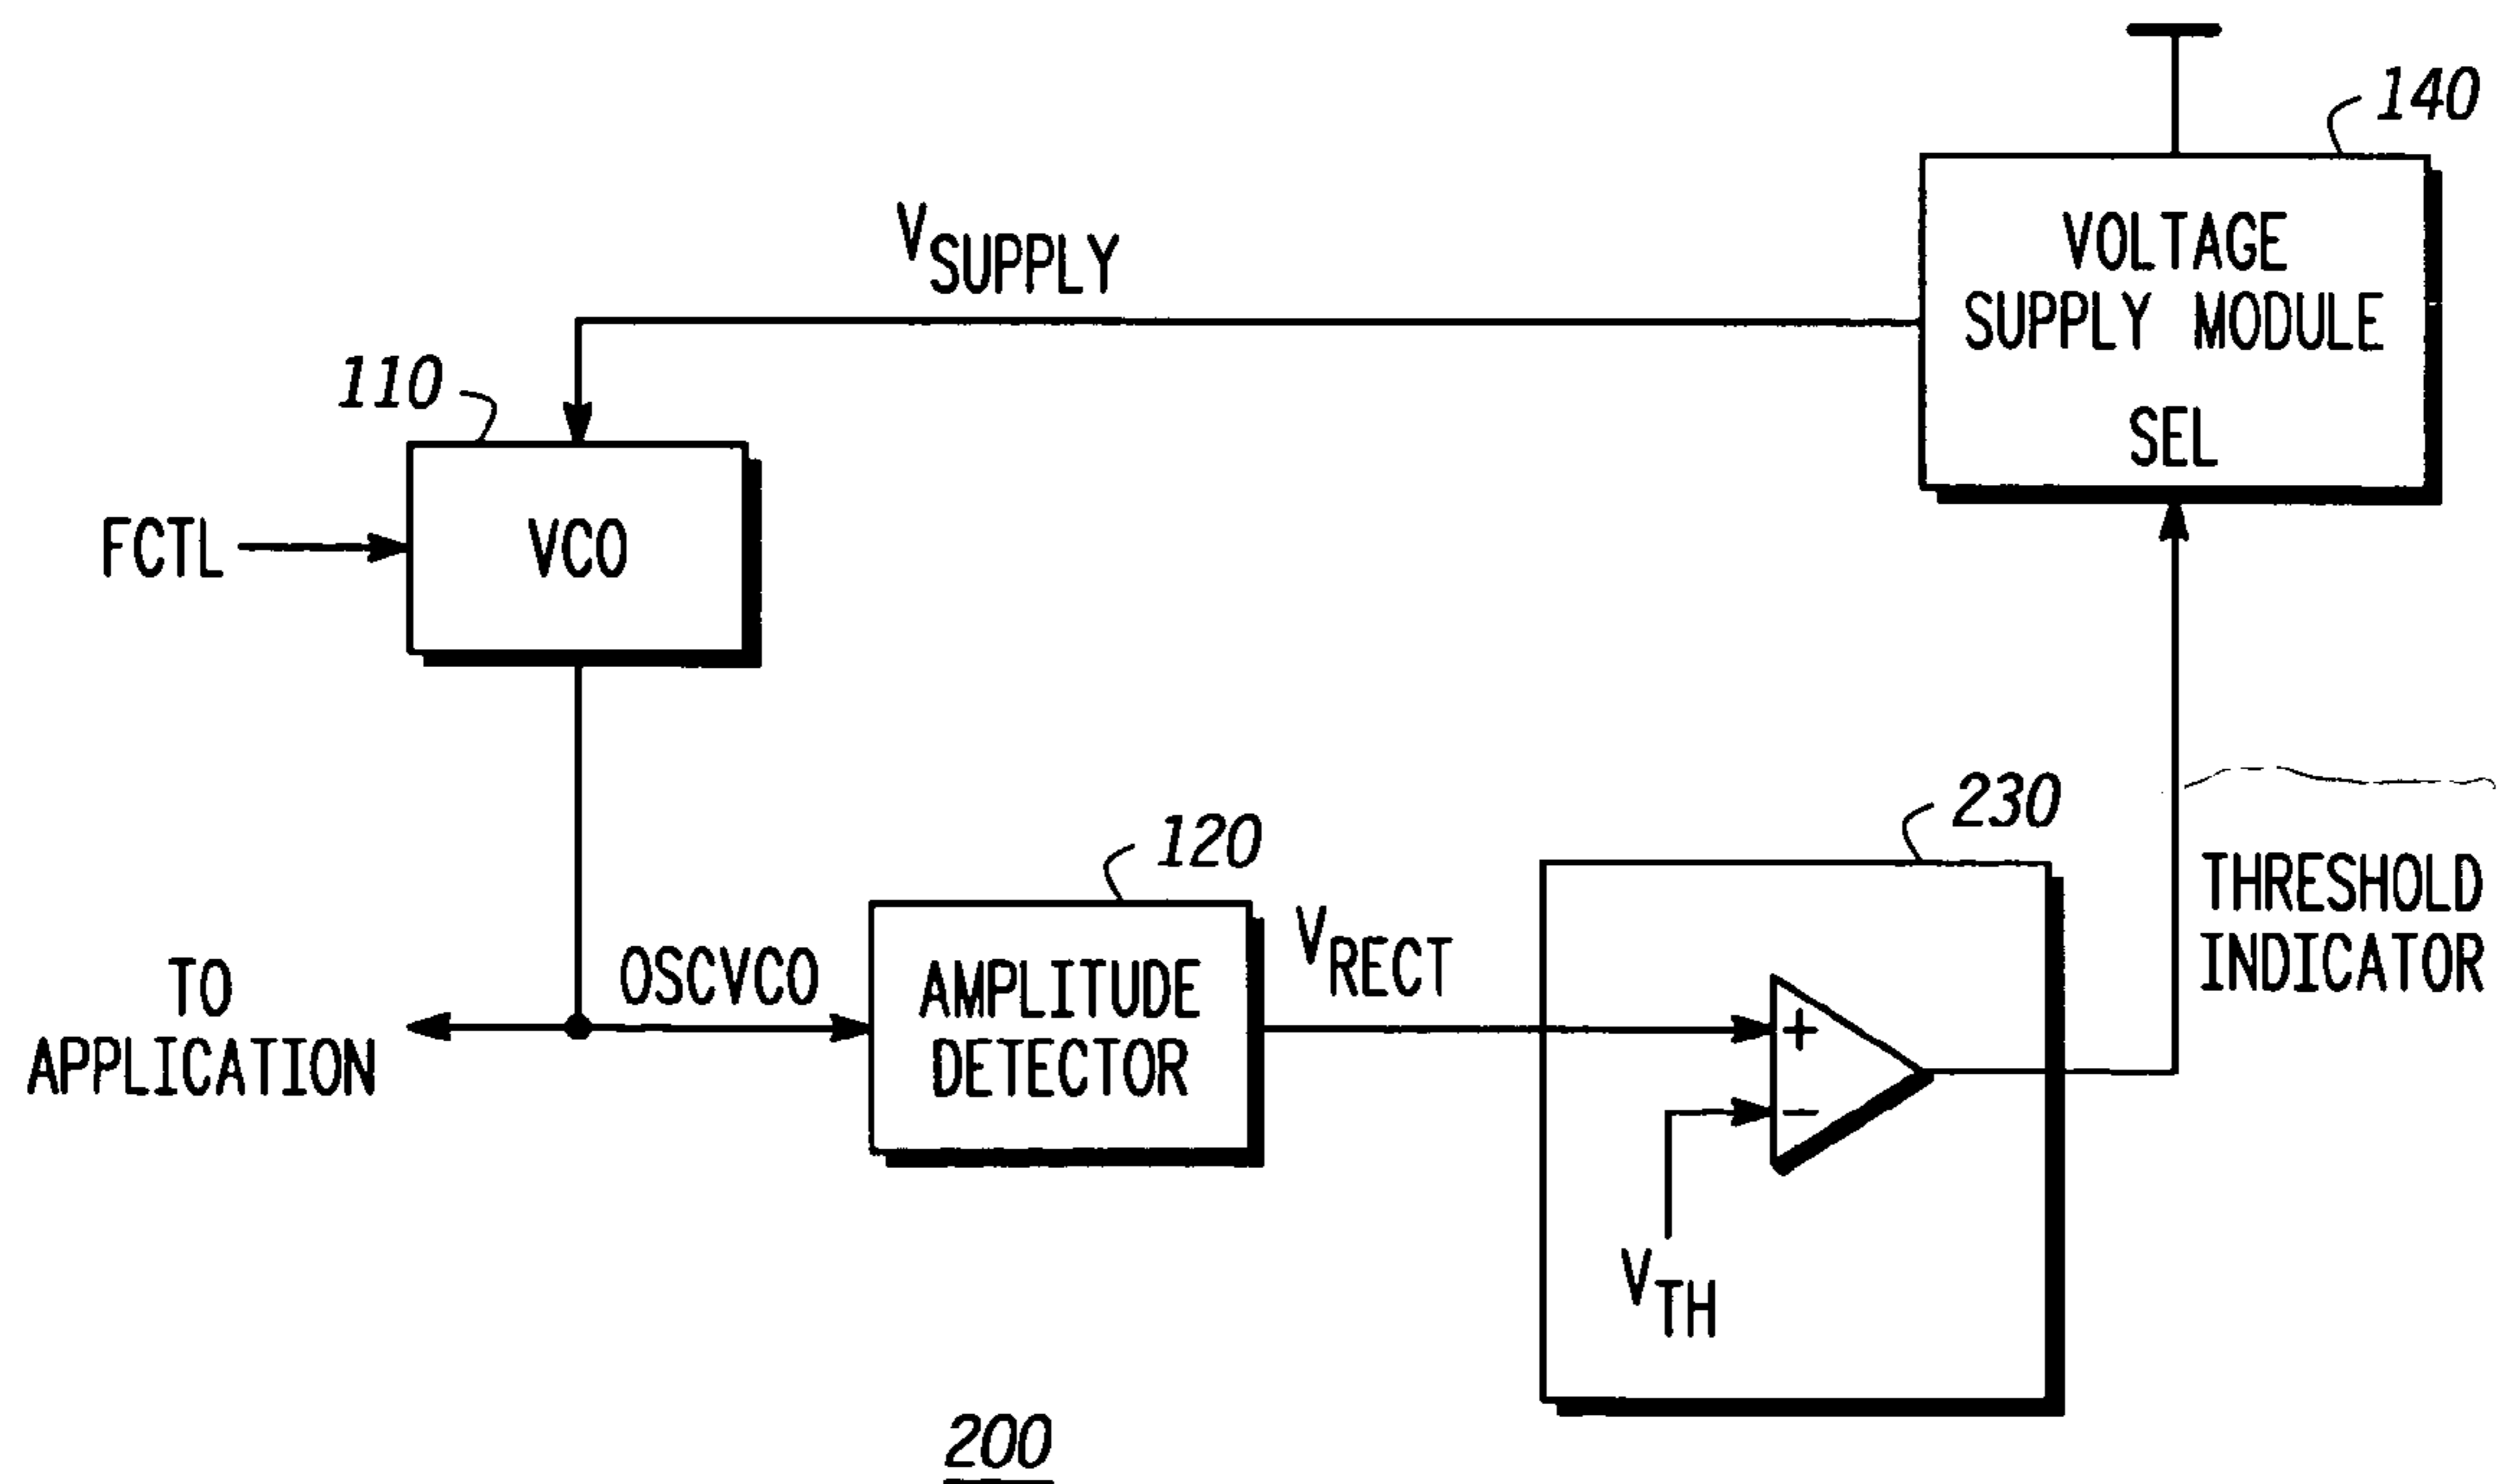 140
VOLTAGE
SUPPLY MODULE
SEL
VSUPPLY
110
FCTL
VCO
230
120
THRESHOLD
INDICATOR
VRECT
OSCVCO
AMPLITUDE
DETECTOR
TO
APPLICATION
+
−
VTH
200